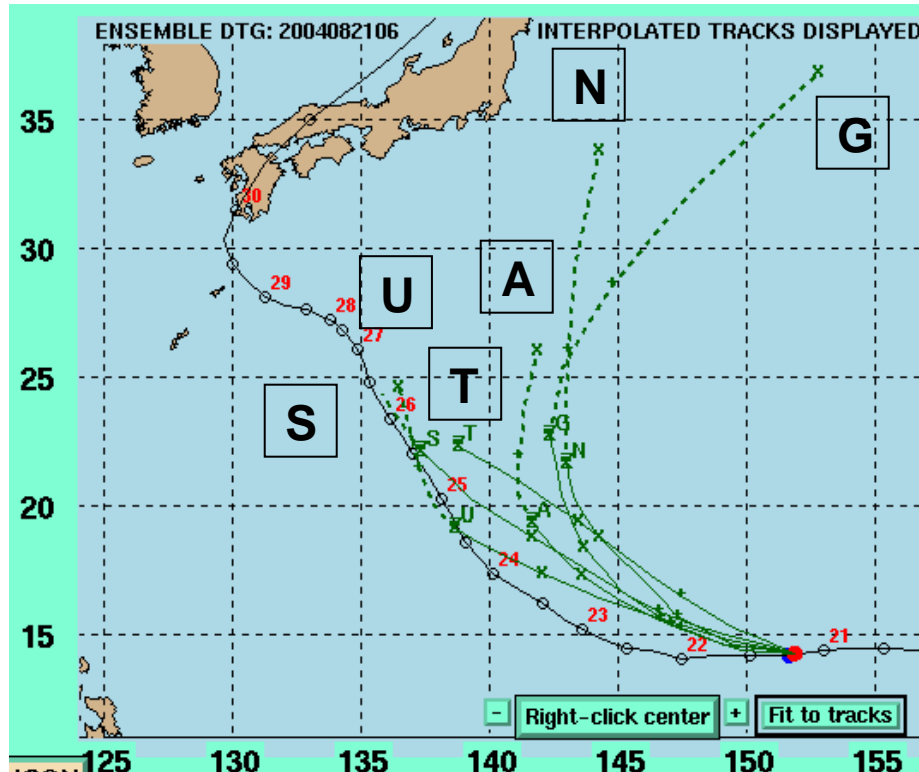 ENSEMBLE DTG: 2004082106 INTERPOLATED TRACKS DISPLAYED
N
G
35
30
A
29
U
28
30
27
T
25
26
S
G
S T
N
25
20
A
U
24
23
21
22
15
- Right-click center + Fit to tracks
125 130 135 140 145 150 155